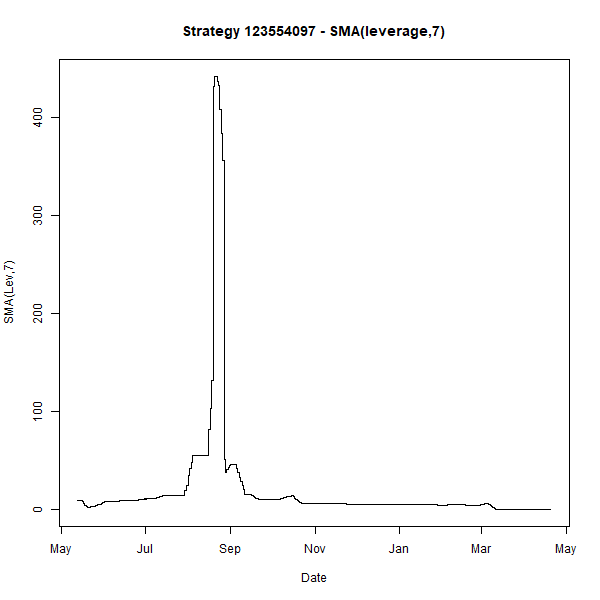 Strategy 123554097 - SMA(leverage,7)
SMA(Lev,7)
400
300
200
100
0
May Jul Sep Nov Jan Mar May
Date